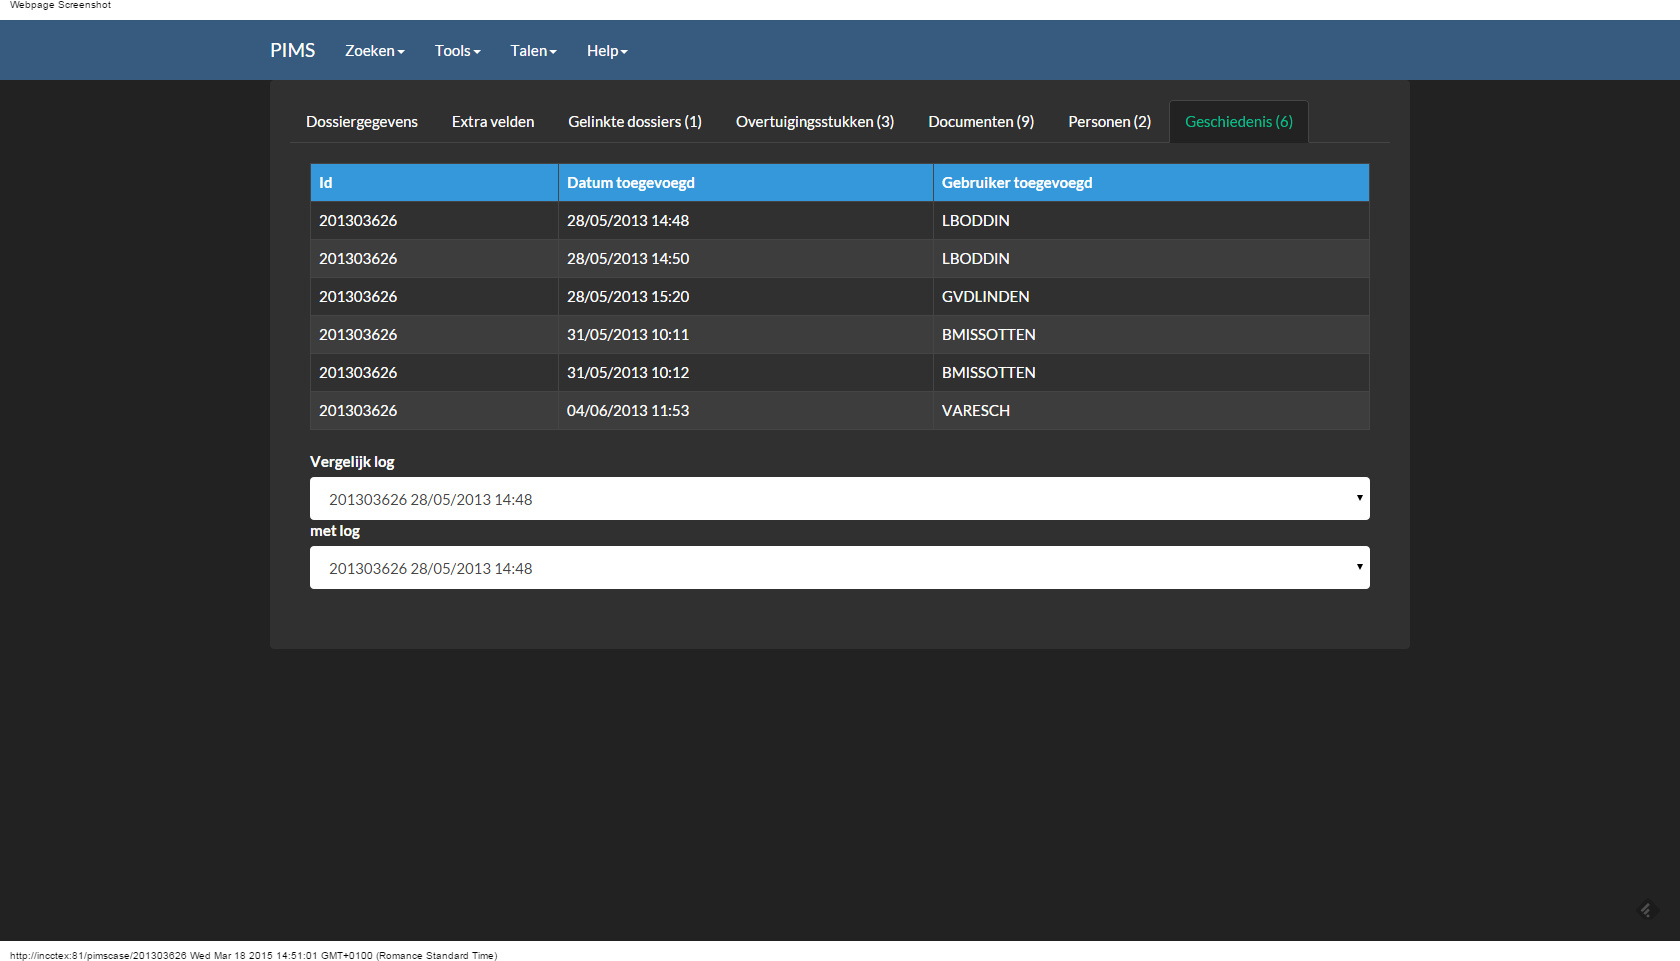 Webpage Screenshot
PIMS Zoeken Tools Talen Help
Dossiergegevens Extra velden Gelinkte dossiers (1) Overtuigingsstukken (3) Documenten (9) Personen (2) Geschiedenis (6)
Id Datum toegevoegd Gebruiker toegevoegd
201303626 28/05/2013 14:48 LBODDIN
201303626 28/05/2013 14:50 LBODDIN
201303626 28/05/2013 15:20 GVDLINDEN
201303626 31/05/2013 10:11 BMISSOTTEN
201303626 31/05/2013 10:12 BMISSOTTEN
201303626 04/06/2013 11:53 VARESCH
Vergelijk log
201303626 28/05/2013 14:48
met log
201303626 28/05/2013 14:48
http://incctex:81/pimscase/201303626 Wed Mar 18 2015 14:51:01 GMT+0100 (Romance Standard Time)